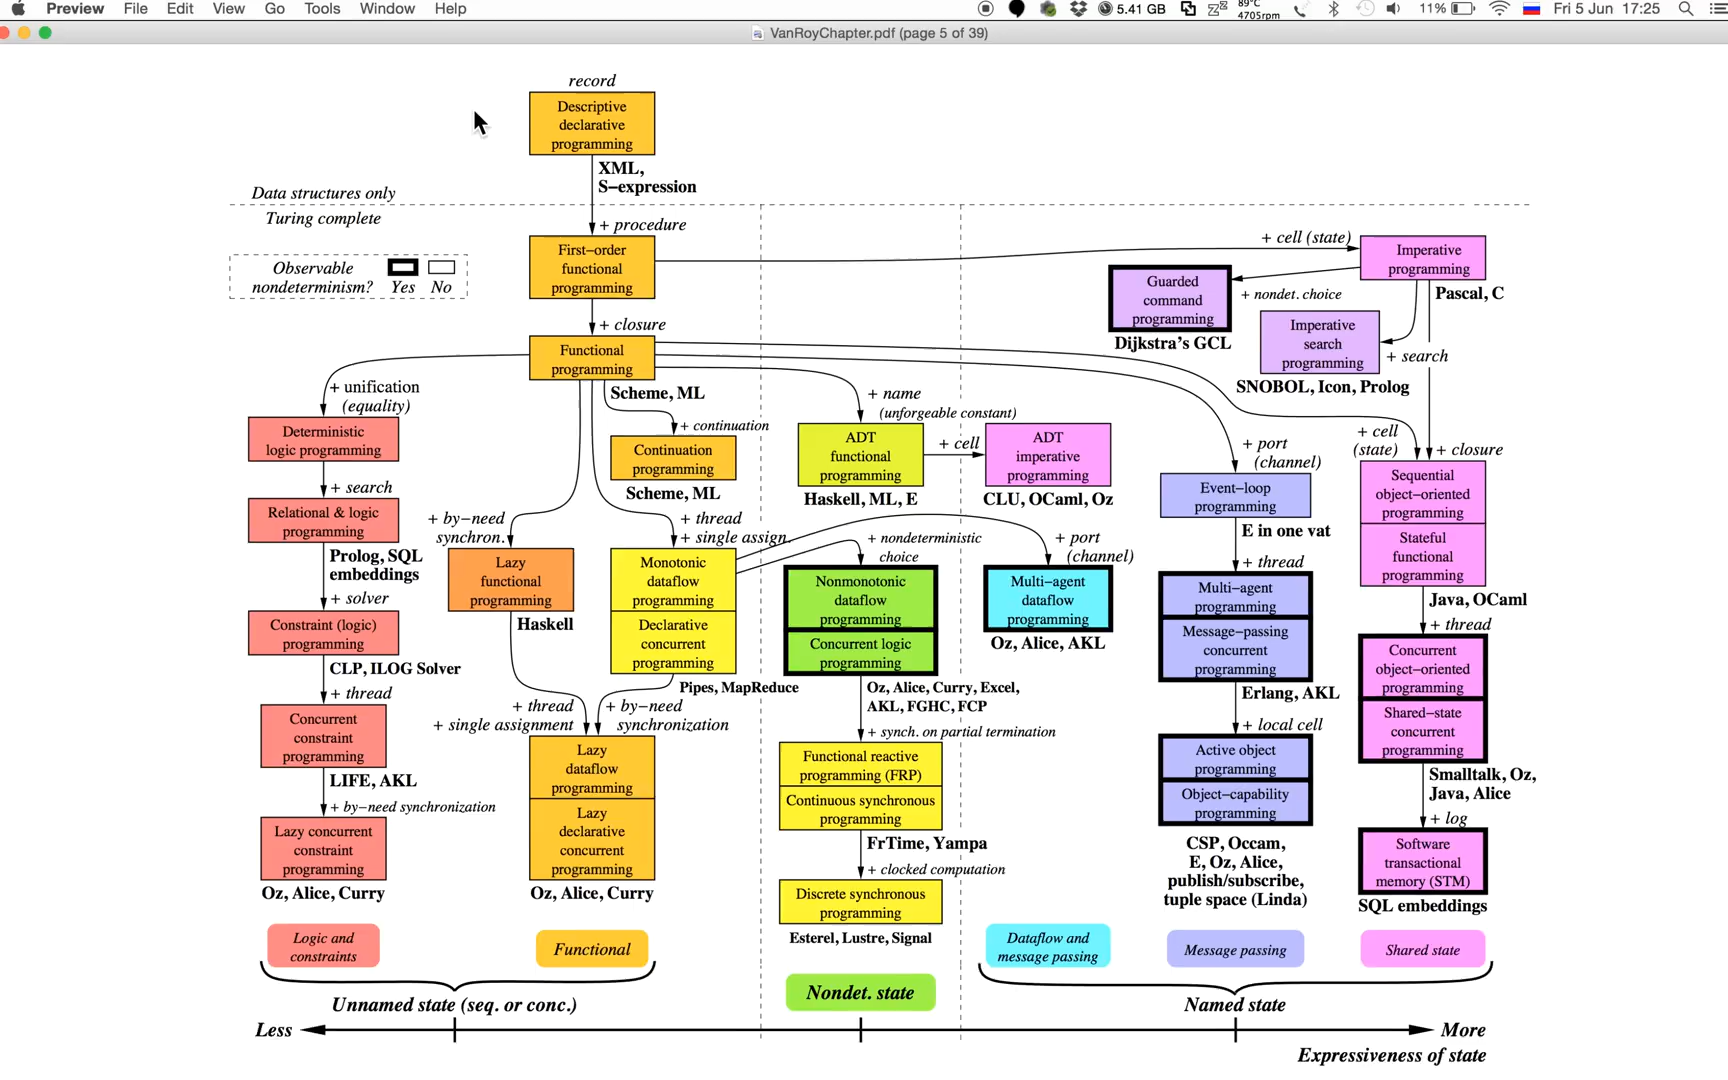 Preview File Edit View Go Tools Window Help
5.41 GB
89°C
4705rpm
11%
Fri 5 Jun 17:25
VanRoyChapter.pdf (page 5 of 39)
record
Descriptive
declarative
programming
XML,
S−expression
Data structures only
Turing complete
+ procedure
Observable
nondeterminism?
Yes No
First−order
functional
programming
+ cell (state)
Imperative
programming
Pascal, C
Guarded
command
programming
+ nondet. choice
Dijkstra's GCL
Imperative
search
programming
+ search
SNOBOL, Icon, Prolog
+ closure
Functional
programming
Scheme, ML
+ unification
(equality)
Deterministic
logic programming
+ search
Relational & logic
programming
Prolog, SQL
embeddings
+ solver
Constraint (logic)
programming
CLP, ILOG Solver
+ thread
Concurrent
constraint
programming
LIFE, AKL
+ by−need synchronization
Lazy concurrent
constraint
programming
Oz, Alice, Curry
+ continuation
Continuation
programming
Scheme, ML
+ by−need
synchron.
Lazy
functional
programming
Haskell
+ thread
+ single assign.
Monotonic
dataflow
programming
Declarative
concurrent
programming
Pipes, MapReduce
+ thread
+ single assignment
+ by−need
synchronization
Lazy
dataflow
programming
Lazy
declarative
concurrent
programming
Oz, Alice, Curry
+ name
(unforgeable constant)
ADT
functional
programming
Haskell, ML, E
+ cell
ADT
imperative
programming
CLU, OCaml, Oz
+ nondeterministic
choice
Nonmonotonic
dataflow
programming
Concurrent logic
programming
Oz, Alice, Curry, Excel,
AKL, FGHC, FCP
+ synch. on partial termination
Functional reactive
programming (FRP)
Continuous synchronous
programming
FrTime, Yampa
+ clocked computation
Discrete synchronous
programming
Esterel, Lustre, Signal
+ port
(channel)
Multi−agent
dataflow
programming
Oz, Alice, AKL
+ port
(channel)
Event−loop
programming
E in one vat
+ thread
Multi−agent
programming
Message−passing
concurrent
programming
Erlang, AKL
+ local cell
Active object
programming
Object−capability
programming
CSP, Occam,
E, Oz, Alice,
publish/subscribe,
tuple space (Linda)
+ cell
(state)
+ closure
Sequential
object−oriented
programming
Stateful
functional
programming
Java, OCaml
+ thread
Concurrent
object−oriented
programming
Shared−state
concurrent
programming
Smalltalk, Oz,
Java, Alice
+ log
Software
transactional
memory (STM)
SQL embeddings
Logic and
constraints
Functional
Dataflow and
message passing
Message passing
Shared state
Unnamed state (seq. or conc.)
Nondet. state
Named state
Less
More
Expressiveness of state